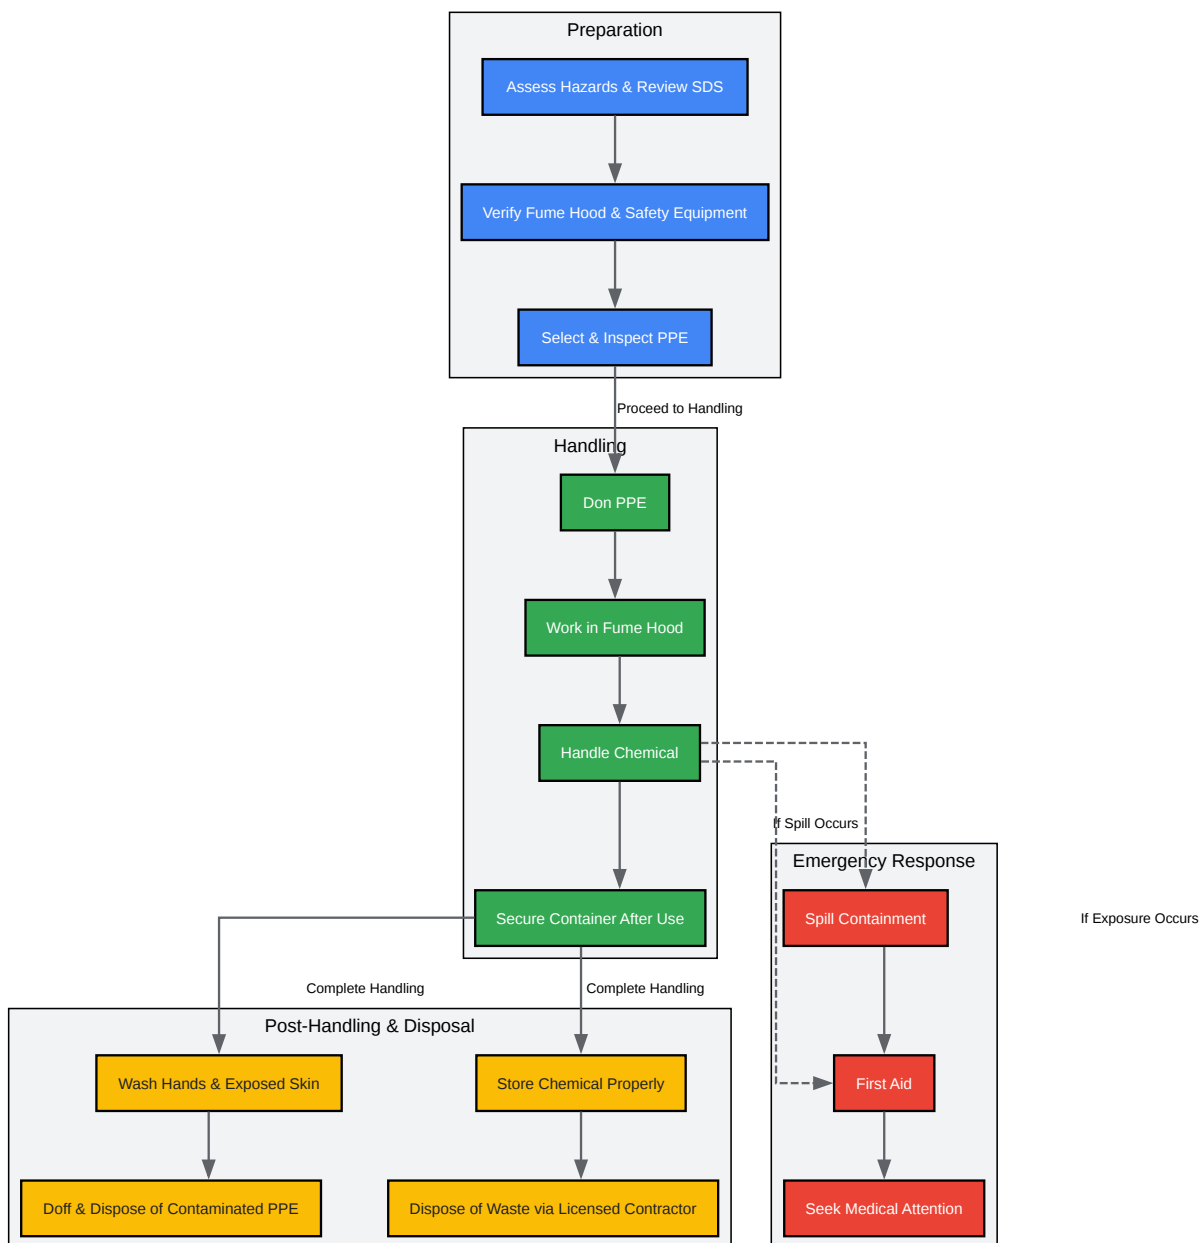 Preparation
Assess Hazards & Review SDS
Verify Fume Hood & Safety Equipment
Select & Inspect PPE
Proceed to Handling
Handling
Don PPE
Work in Fume Hood
Handle Chemical
If Spill Occurs
Emergency Response
Secure Container After Use
Spill Containment
If Exposure Occurs
Complete Handling
Complete Handling
Post-Handling & Disposal
Wash Hands & Exposed Skin
Store Chemical Properly
First Aid
Doff & Dispose of Contaminated PPE
Dispose of Waste via Licensed Contractor
Seek Medical Attention